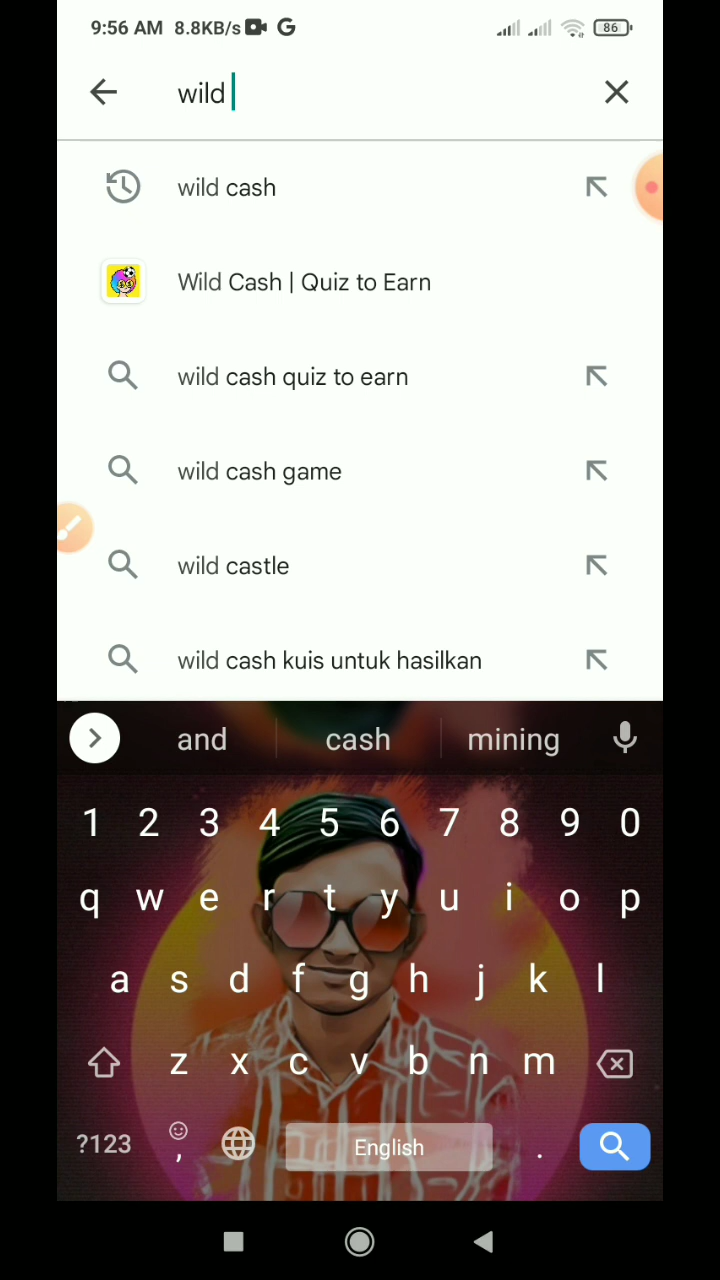 9:56 AM 8.8KB/s G 86
wild
wild cash
Wild Cash | Quiz to Earn
wild cash quiz to earn
wild cash game
wild castle
wild cash kuis untuk hasilkan
and cash mining
1 2 3 4 5 6 7 8 9 0
q w e r t y u i o p
a s d f g h j k l
z x c v b n m
?123 , English .